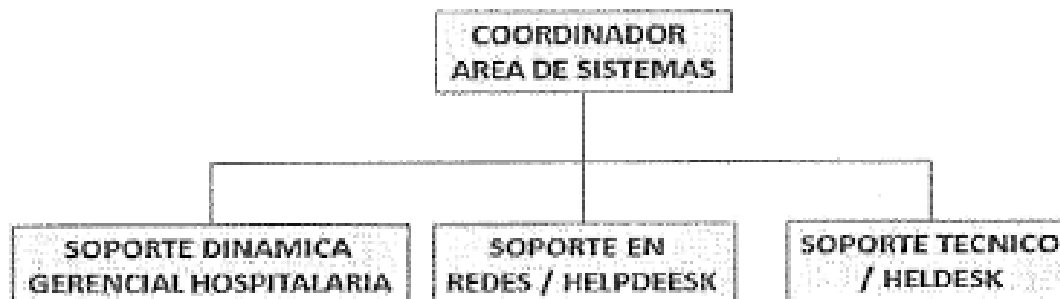 COORDINADOR
AREA DE SISTEMAS
SOPORTE DINAMICA
GERENCIAL HOSPITALARIA
SOPORTE EN
REDES / HELPDEESK
SOPORTE TECNICO
/ HELDESK